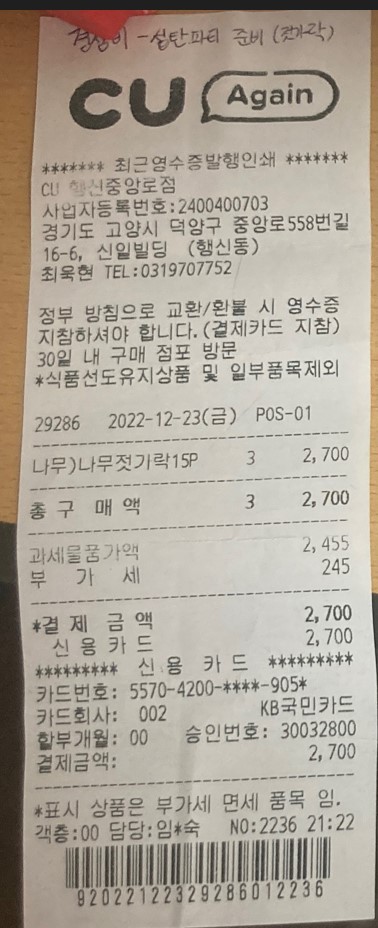 경상비 - 설탕파티 준비 (젓가락)
CU Again
******* 최근영수증발행인쇄 *******
CU 행신중앙로점
사업자등록번호:2400400703
경기도 고양시 덕양구 중앙로558번길
16-6, 신일빌딩 (행신동)
최욱현 TEL:0319707752
정부 방침으로 교환/환불 시 영수증
지참하셔야 합니다.(결제카드 지참)
30일 내 구매 점포 방문
*식품선도유지상품 및 일부품목제외
29286 2022-12-23(금) POS-01
나무)나무젓가락15P 3 2,700
총 구 매 액 3 2,700
과세물품가액 2,455
부 가 세 245
*결 제 금 액 2,700
신 용 카 드 2,700
********* 신 용 카 드 *********
카드번호: 5570-4200-****-905*
카드회사: 002 KB국민카드
할부개월: 00 승인번호: 30032800
결제금액: 2,700
*표시 상품은 부가세 면세 품목 임.
객층:00 담당:임*숙 NO:2236 21:22
9202212232928601​2236